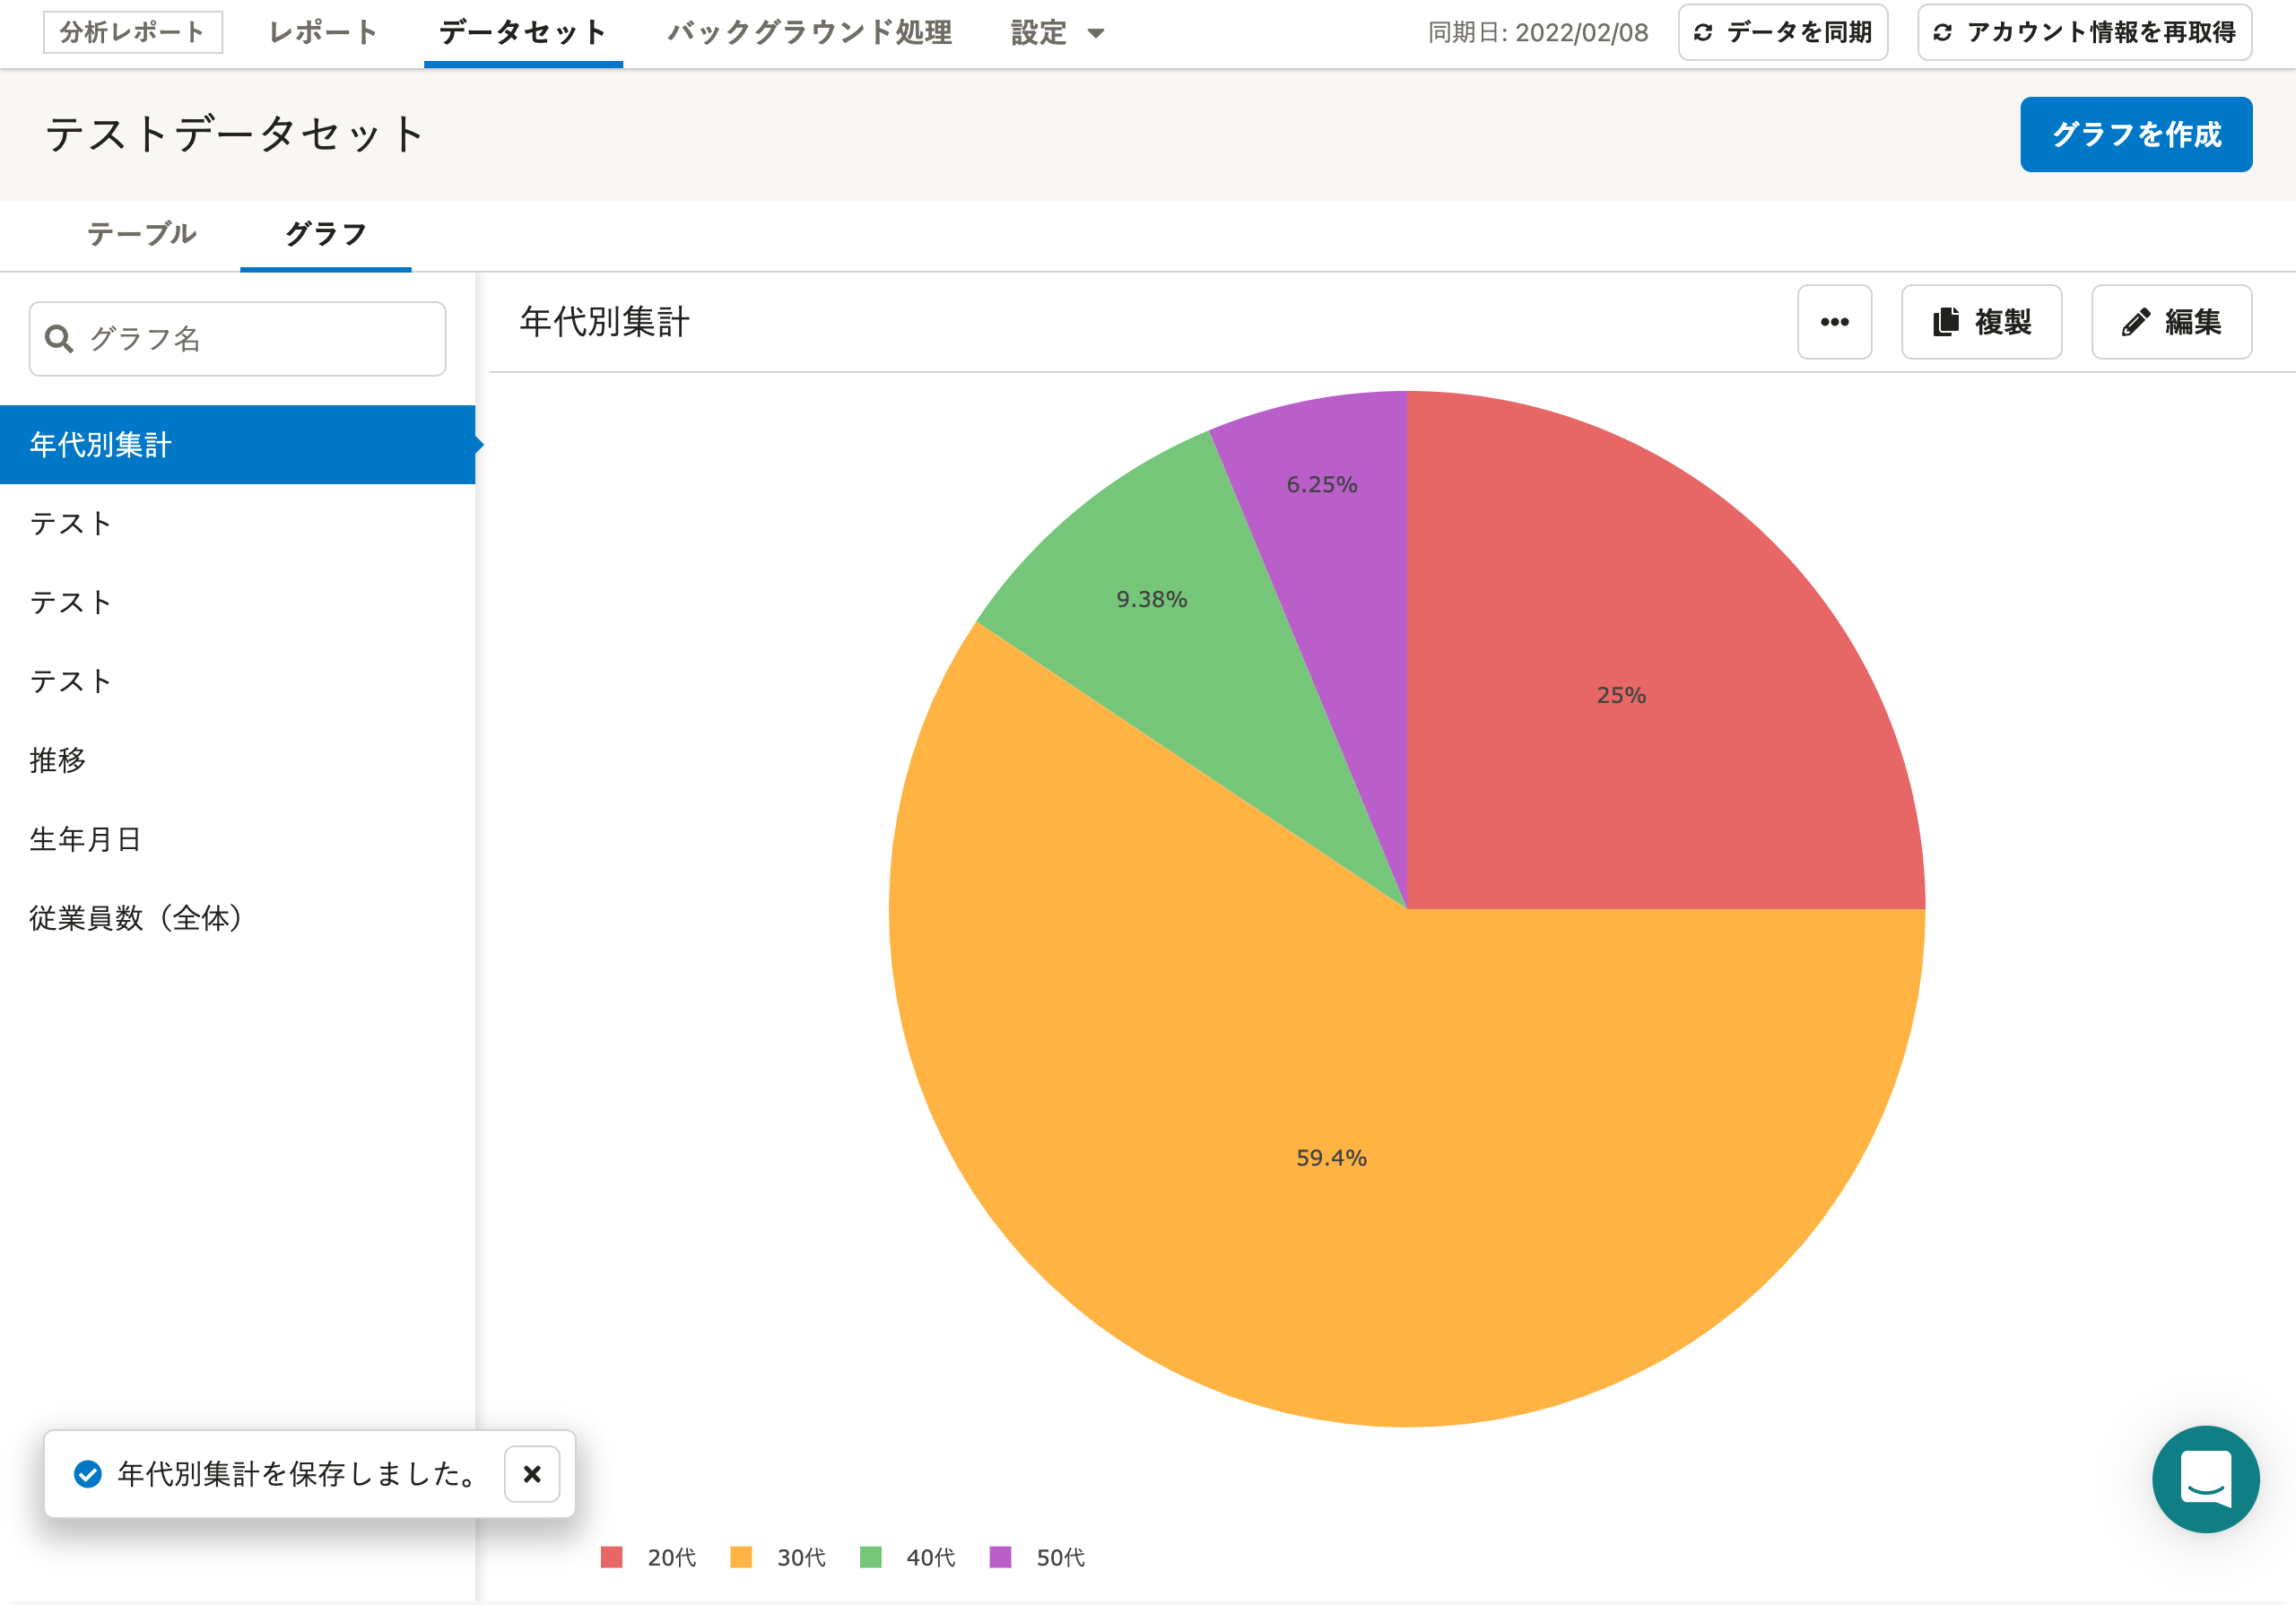 分析レポート レポート データセット バックグラウンド処理 設定 同期日: 2022/02/08 データを同期 アカウント情報を再取得
テストデータセット グラフを作成
テーブル グラフ
グラフ名
年代別集計
テスト
テスト
テスト
推移
生年月日
従業員数（全体）
年代別集計 ••• 複製 編集
6.25%
9.38%
25%
59.4%
年代別集計を保存しました。
20代 30代 40代 50代